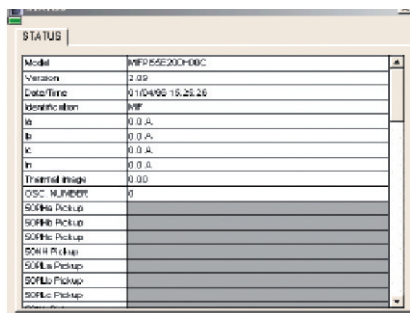 STATUS
Model
Version 2.09
Date/Time 01/04/05 15:25:26
Identification MIF
Ia 0.0 A
Ib 0.0 A
Ic 0.0 A
In 0.0 A
Thermal image 0.00
OSC. NUMBER 0
50PHa Pickup
50PHb Pickup
50PHc Pickup
50NH Pickup
50PLa Pickup
50PLb Pickup
50PLc Pickup